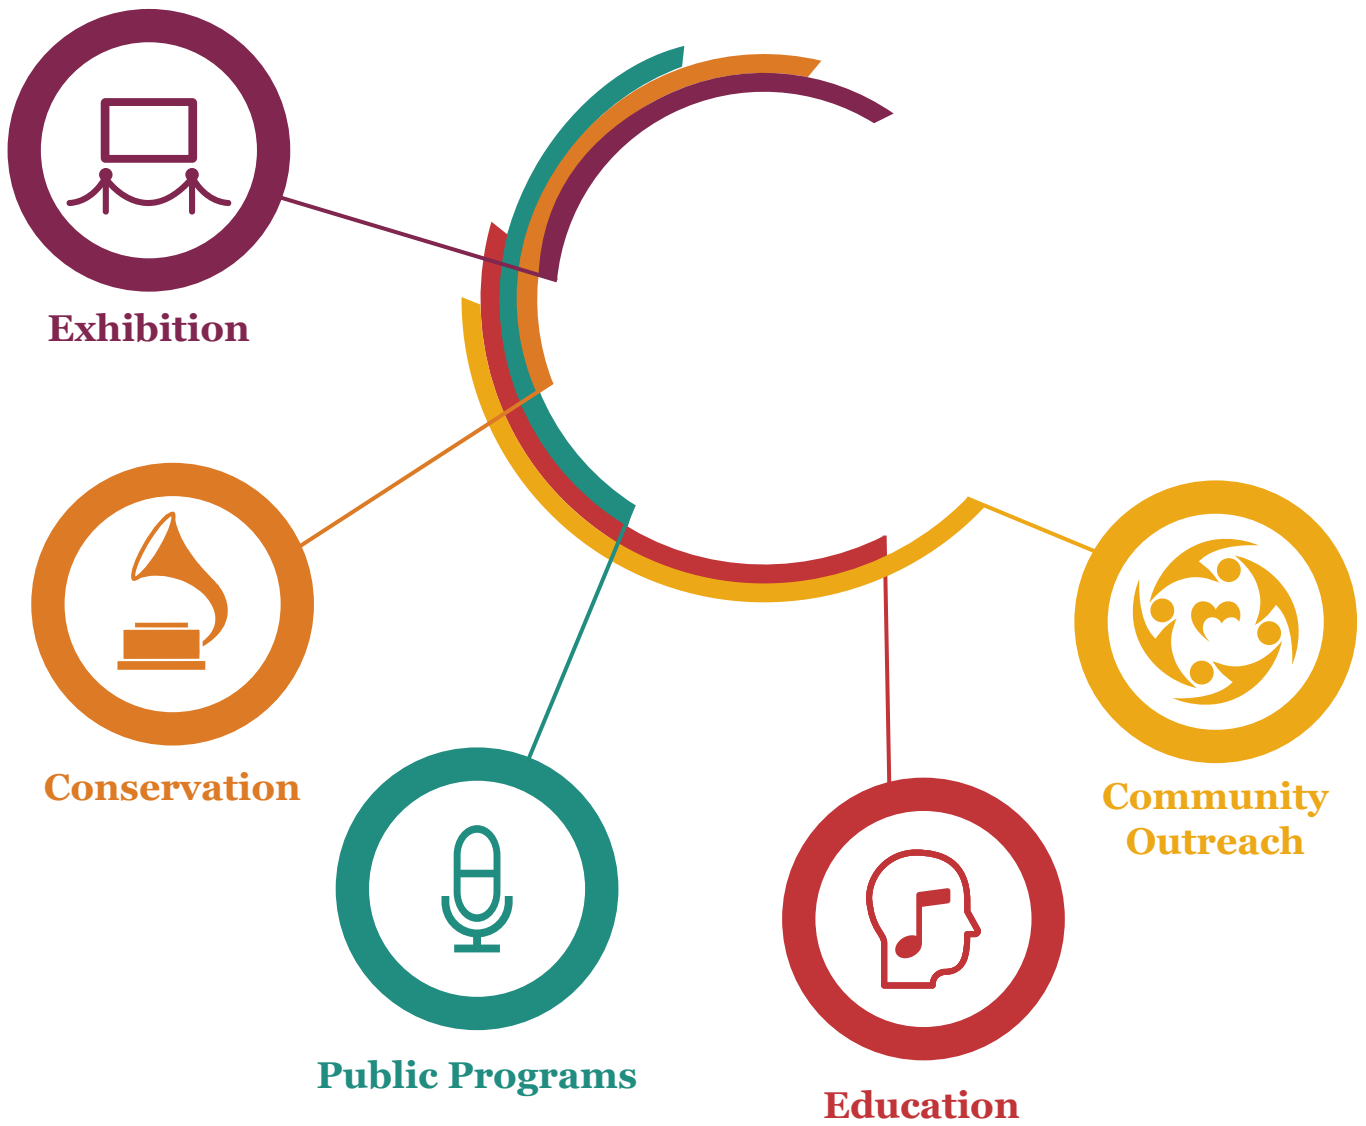 Exhibition
Conservation
Public Programs
Education
Community
Outreach